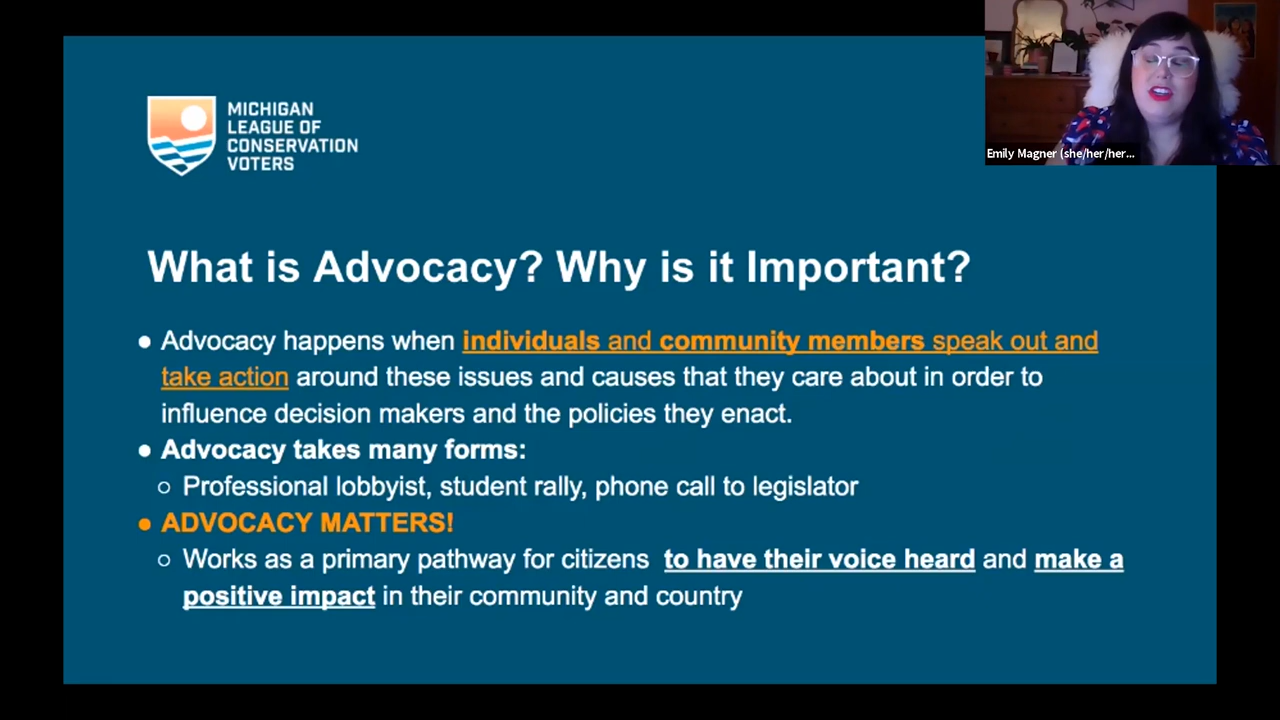 MICHIGAN
LEAGUE OF
CONSERVATION
VOTERS
Emily Magner (she/her/her...
What is Advocacy? Why is it Important?
● Advocacy happens when individuals and community members speak out and
take action around these issues and causes that they care about in order to
influence decision makers and the policies they enact.
● Advocacy takes many forms:
○ Professional lobbyist, student rally, phone call to legislator
● ADVOCACY MATTERS!
○ Works as a primary pathway for citizens to have their voice heard and make a
positive impact in their community and country